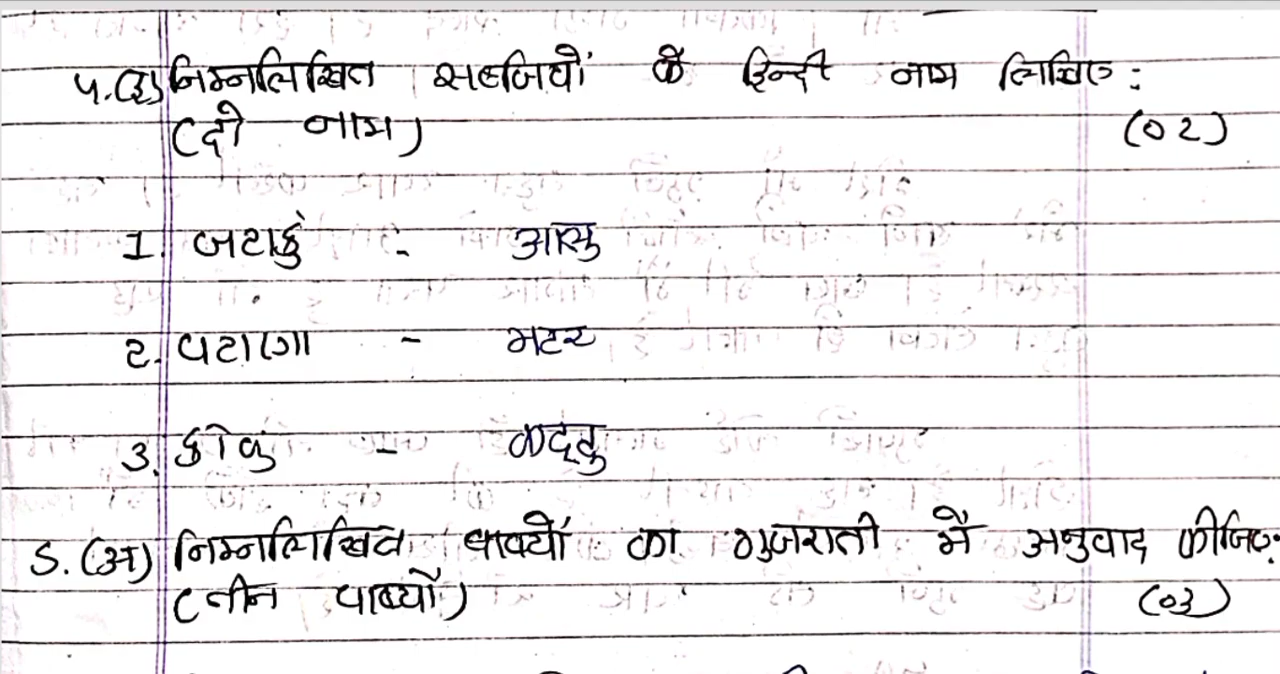 ५.(इ) निम्नलिखित सब्जियों के हिन्दी नाम लिखिए :
(दो नाम) (02)
1. બટાકું - आलु
2. વટાણા - मटर
3. કોળું - कद्दु
5. (अ) निम्नलिखित वाक्यों का गुजराती में अनुवाद कीजिए:
(तीन वाक्यों) (03)